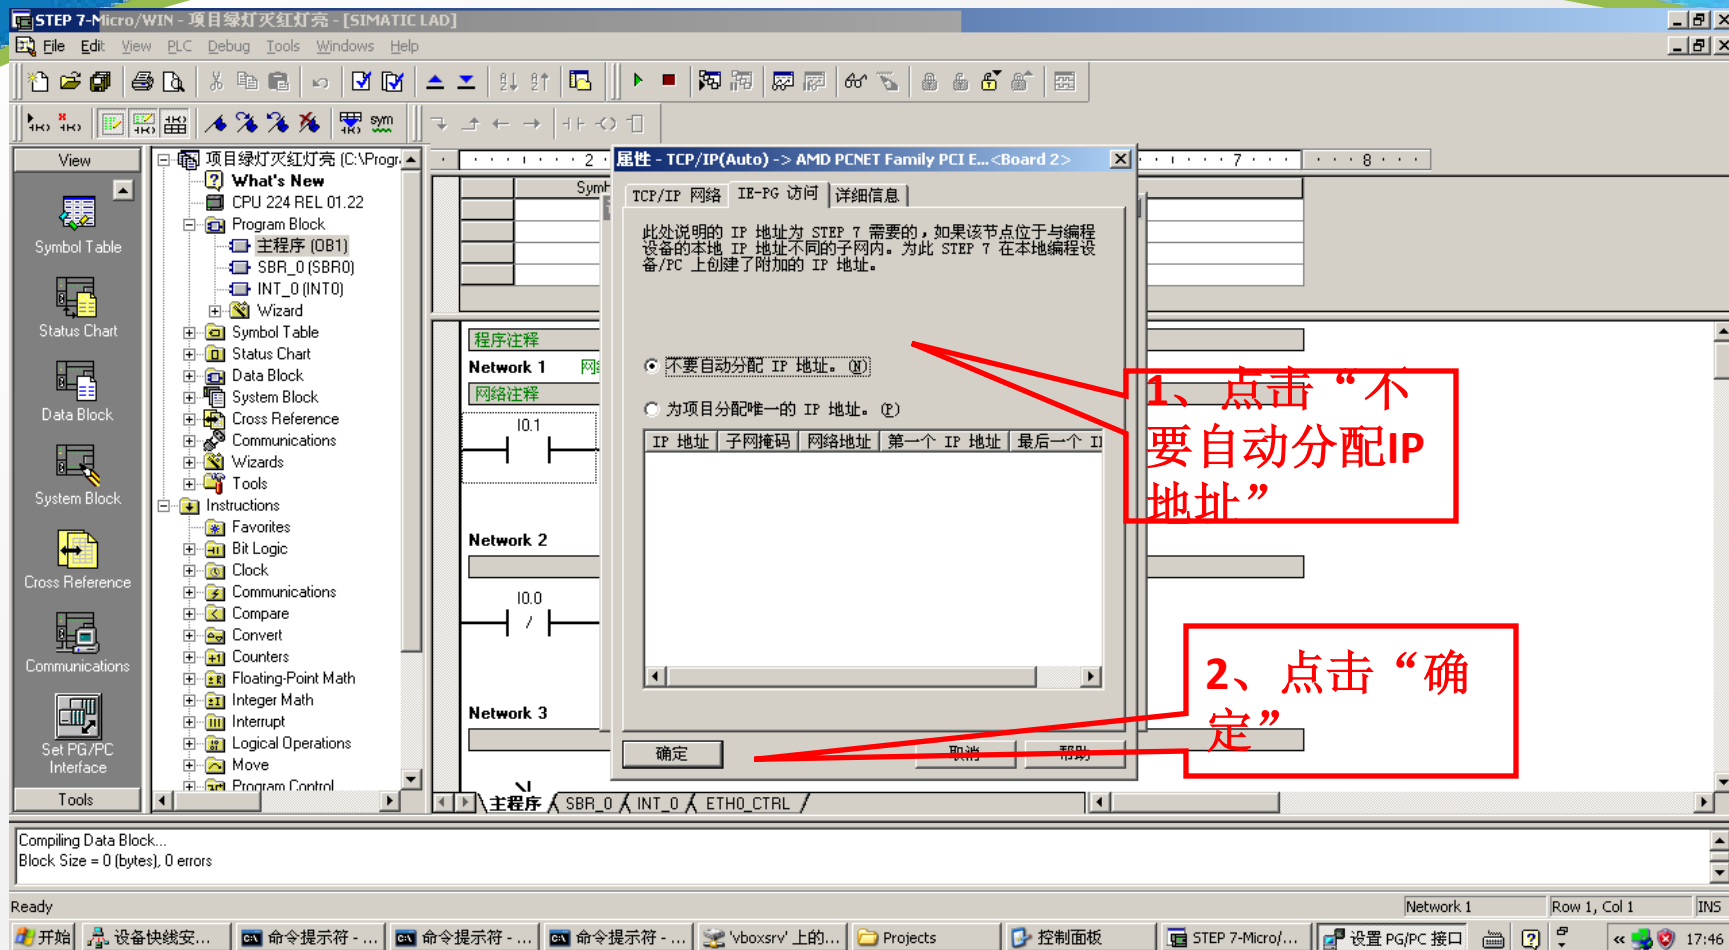 STEP 7-Micro/WIN - 项目绿灯灭红灯亮 - [SIMATIC LAD]
File Edit View PLC Debug Tools Windows Help
sym
View
Symbol Table
Status Chart
Data Block
System Block
Cross Reference
Communications
Set PG/PC
Interface
Tools
项目绿灯灭红灯亮 (C:\Progr
What's New
CPU 224 REL 01.22
Program Block
主程序 (OB1)
SBR_0 (SBR0)
INT_0 (INT0)
Wizard
Symbol Table
Status Chart
Data Block
System Block
Cross Reference
Communications
Wizards
Tools
Instructions
Favorites
Bit Logic
Clock
Communications
Compare
Convert
Counters
Floating-Point Math
Integer Math
Interrupt
Logical Operations
Move
Program Control
2
7
8
程序注释
Network 1
网络注释
I0.1
Network 2
I0.0
Network 3
主程序 SBR_0 INT_0 ETH0_CTRL
属性 - TCP/IP(Auto) -> AMD PCNET Family PCI E...<Board 2>
TCP/IP 网络 IE-PG 访问 详细信息
此处说明的 IP 地址为 STEP 7 需要的，如果该节点位于与编程
设备的本地 IP 地址不同的子网内。为此 STEP 7 在本地编程设
备/PC 上创建了附加的 IP 地址。
不要自动分配 IP 地址。(N)
为项目分配唯一的 IP 地址。(P)
IP 地址 子网掩码 网络地址 第一个 IP 地址 最后一个 I
确定 取消 帮助
1、点击“不
要自动分配IP
地址”
2、点击“确
定”
Compiling Data Block...
Block Size = 0 (bytes), 0 errors
Ready
Network 1 Row 1, Col 1 INS
开始 设备快线安... 命令提示符 - ... 命令提示符 - ... 命令提示符 - ... 'vboxsrv' 上的... Projects 控制面板 STEP 7-Micro/... 设置 PG/PC 接口 17:46